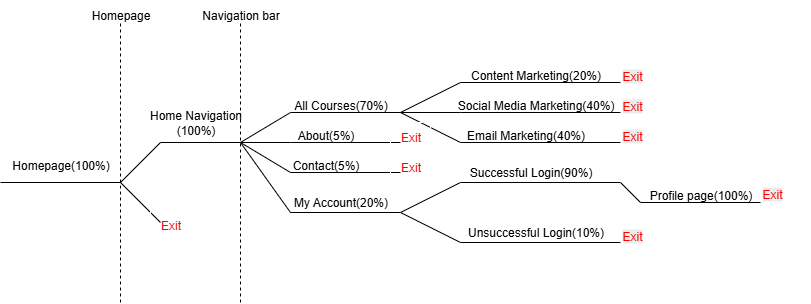 Homepage
Navigation bar
Content Marketing(20%)
Exit
All Courses(70%)
Social Media Marketing(40%)
Exit
Home Navigation
(100%)
About(5%)
Exit
Email Marketing(40%)
Exit
Homepage(100%)
Contact(5%)
Exit
Successful Login(90%)
My Account(20%)
Profile page(100%)
Exit
Exit
Unsuccessful Login(10%)
Exit